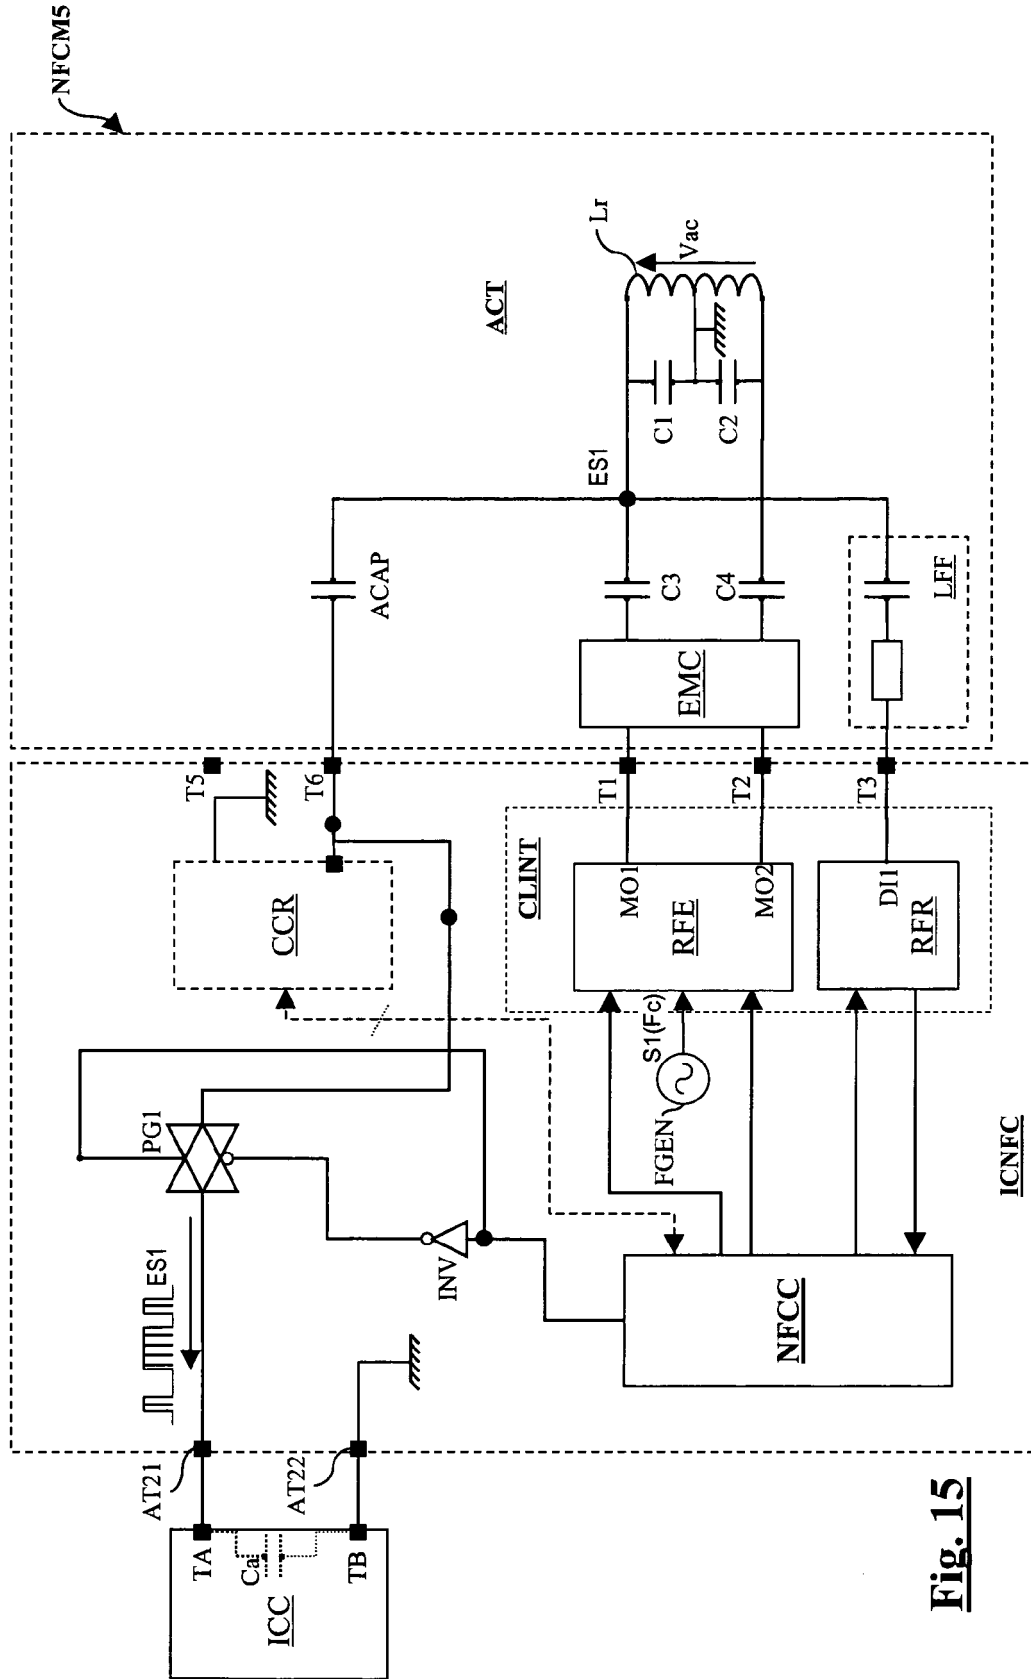 NFCM5
ACT
Lr
Vac
C1
C2
ES1
ACAP
C3
C4
EMC
LFF
T5
T6
T1
T2
T3
CCR
CLINT
MO1
MO2
RFE
DI1
RFR
S1(Fc)
FGEN
PG1
ES1
INV
NFCC
ICNFC
AT21
AT22
TA
Ca
TB
ICC
Fig. 15